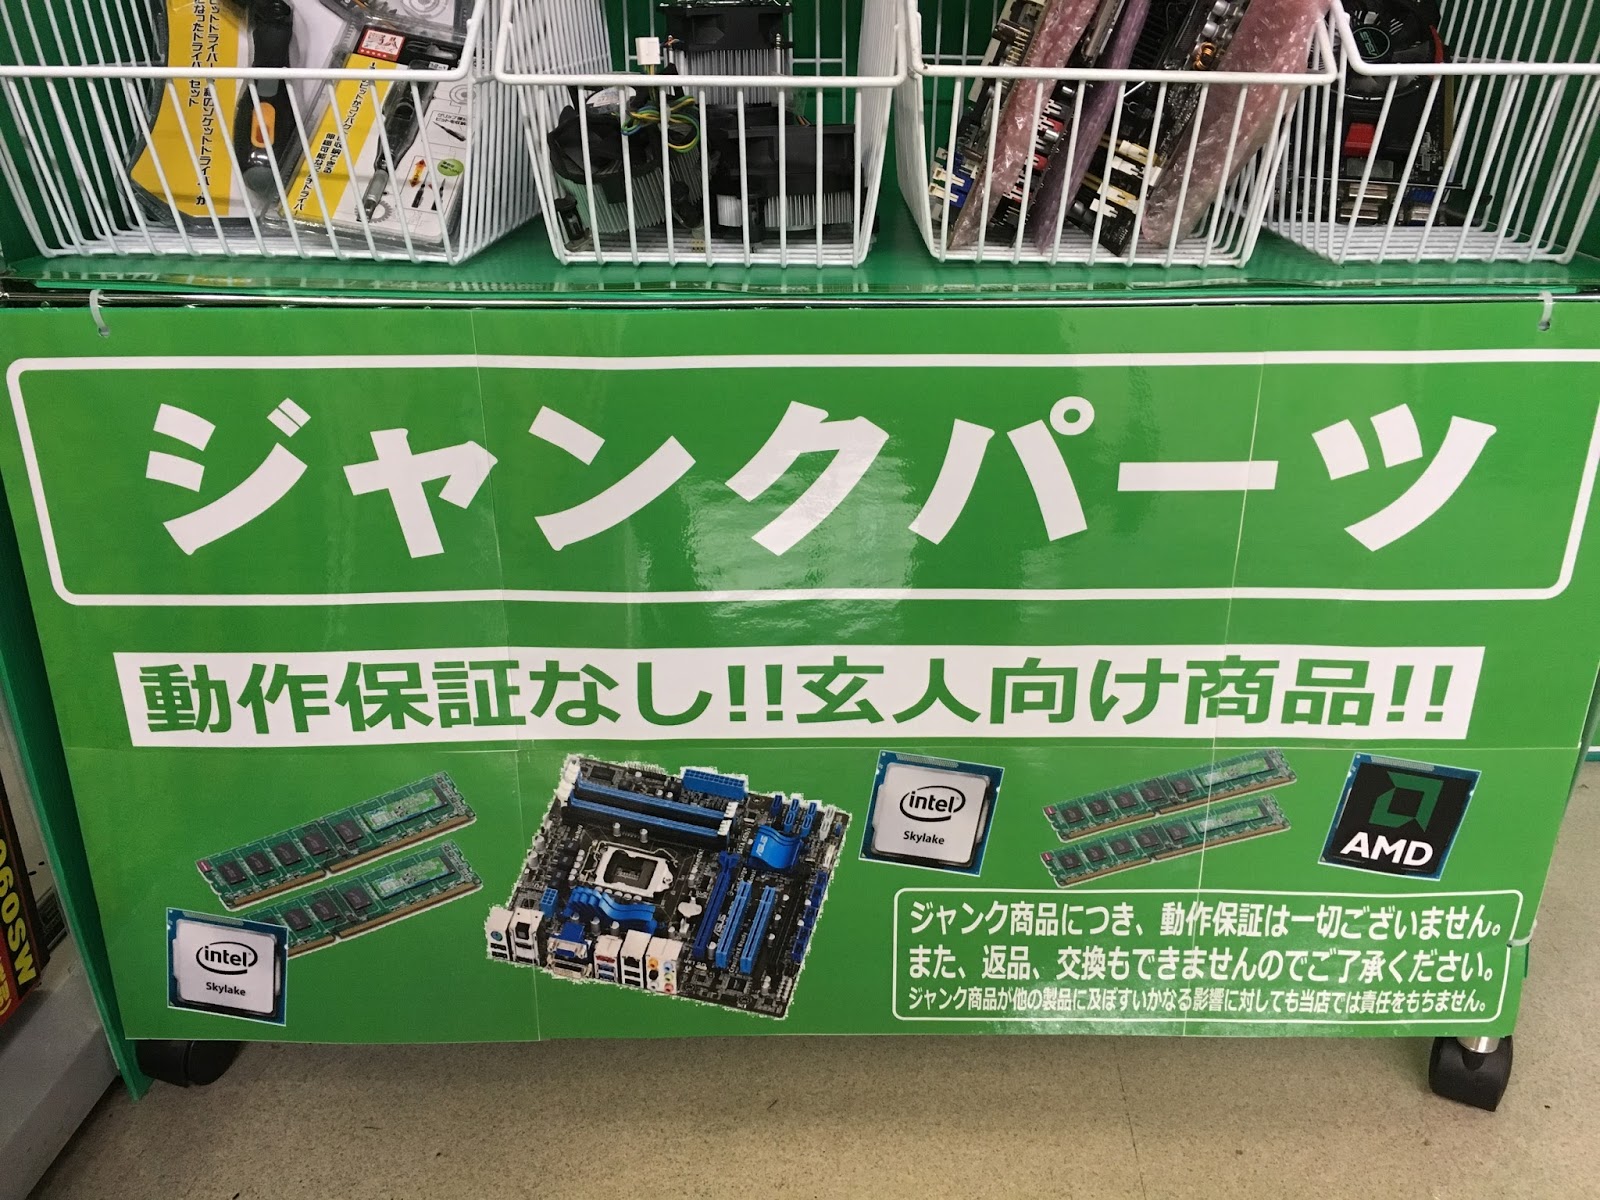 ジャンクパーツ
動作保証なし!!玄人向け商品!!
intel
Skylake
AMD
intel
Skylake
ジャンク商品につき、動作保証は一切ございません。
また、返品、交換もできませんのでご了承ください。
ジャンク商品が他の製品に及ぼすいかなる影響に対しても当店では責任をもちません。
060SW